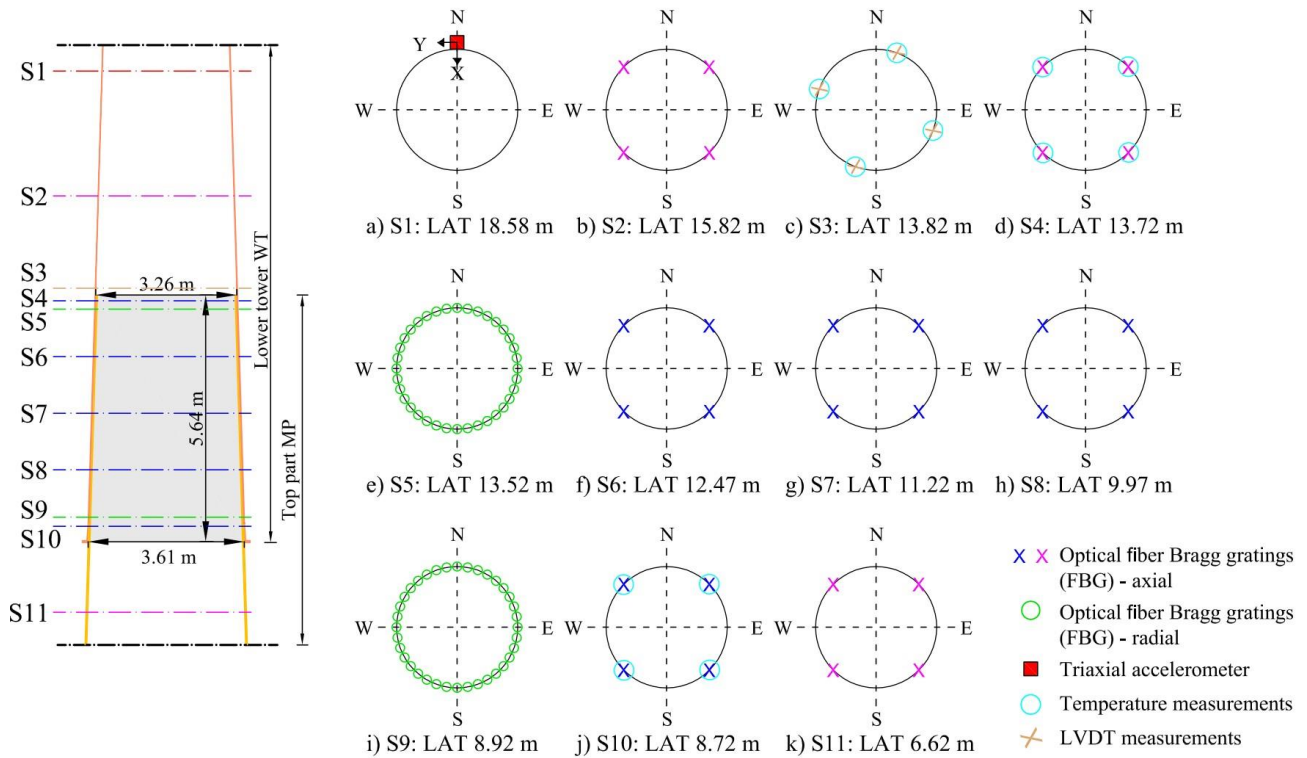 S1
S2
S3
S4
S5
S6
S7
S8
S9
S10
S11
3.26 m
5.64 m
3.61 m
Lower tower WT
Top part MP
N
Y
X
W E
S
a) S1: LAT 18.58 m
N
W E
S
b) S2: LAT 15.82 m
N
W E
S
c) S3: LAT 13.82 m
N
W E
S
d) S4: LAT 13.72 m
N
W E
S
e) S5: LAT 13.52 m
N
W E
S
f) S6: LAT 12.47 m
N
W E
S
g) S7: LAT 11.22 m
N
W E
S
h) S8: LAT 9.97 m
N
W E
S
i) S9: LAT 8.92 m
N
W E
S
j) S10: LAT 8.72 m
N
W E
S
k) S11: LAT 6.62 m
Optical fiber Bragg gratings
(FBG) - axial
Optical fiber Bragg gratings
(FBG) - radial
Triaxial accelerometer
Temperature measurements
LVDT measurements